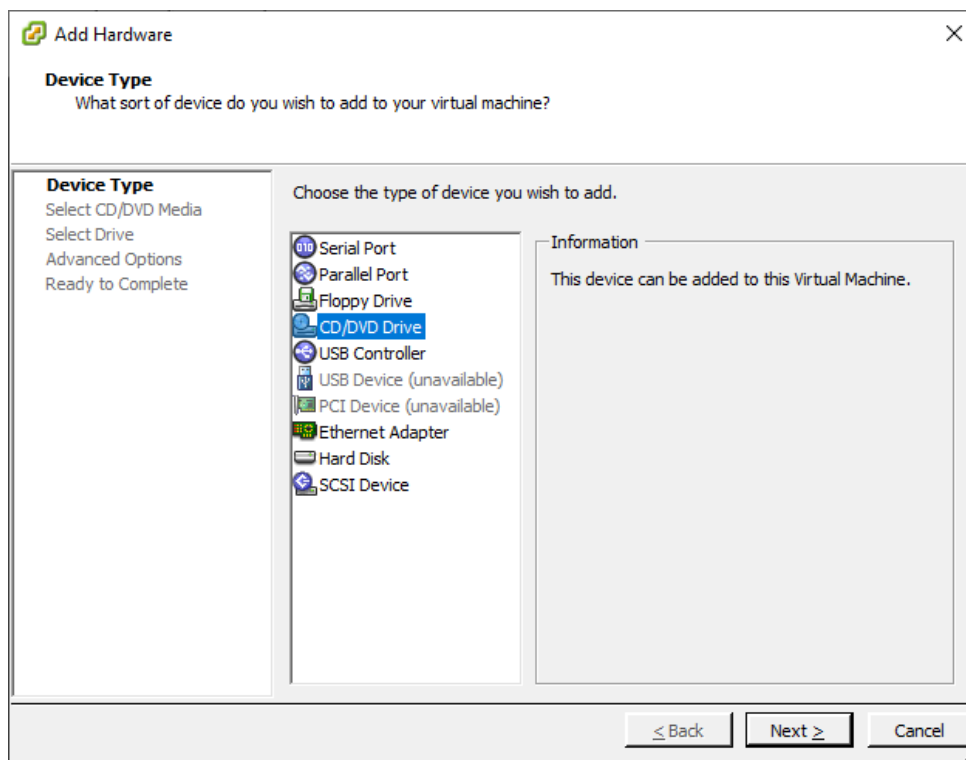 Add Hardware
Device Type
What sort of device do you wish to add to your virtual machine?
Device Type
Select CD/DVD Media
Select Drive
Advanced Options
Ready to Complete
Choose the type of device you wish to add.
Serial Port
Parallel Port
Floppy Drive
CD/DVD Drive
USB Controller
USB Device (unavailable)
PCI Device (unavailable)
Ethernet Adapter
Hard Disk
SCSI Device
Information
This device can be added to this Virtual Machine.
< Back
Next >
Cancel